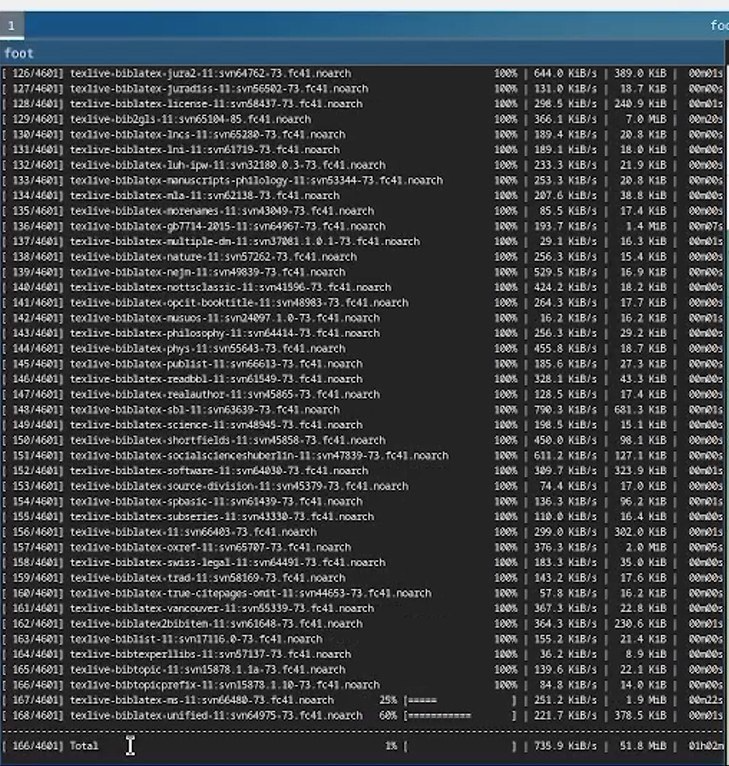 1 foo
foot
[ 126/4601] texlive-biblatex-jura2-11:svn64762-73.fc41.noarch 100% | 644.0 KiB/s | 389.0 KiB | 00m01s
[ 127/4601] texlive-biblatex-juradiss-11:svn56502-73.fc41.noarch 100% | 131.0 KiB/s | 18.7 KiB | 00m00s
[ 128/4601] texlive-biblatex-license-11:svn58437-73.fc41.noarch 100% | 298.5 KiB/s | 240.9 KiB | 00m01s
[ 129/4601] texlive-bib2gls-11:svn65104-85.fc41.noarch 100% | 366.1 KiB/s | 7.0 MiB | 00m20s
[ 130/4601] texlive-biblatex-lncs-11:svn65280-73.fc41.noarch 100% | 189.4 KiB/s | 20.8 KiB | 00m00s
[ 131/4601] texlive-biblatex-lni-11:svn61719-73.fc41.noarch 100% | 189.1 KiB/s | 18.0 KiB | 00m00s
[ 132/4601] texlive-biblatex-luh-ipw-11:svn32180.0.3-73.fc41.noarch 100% | 233.3 KiB/s | 21.9 KiB | 00m00s
[ 133/4601] texlive-biblatex-manuscripts-philology-11:svn53344-73.fc41.noarch 100% | 253.3 KiB/s | 20.8 KiB | 00m00s
[ 134/4601] texlive-biblatex-mla-11:svn62138-73.fc41.noarch 100% | 207.6 KiB/s | 38.8 KiB | 00m00s
[ 135/4601] texlive-biblatex-morenames-11:svn43049-73.fc41.noarch 100% | 85.5 KiB/s | 17.4 KiB | 00m00s
[ 136/4601] texlive-biblatex-gb7714-2015-11:svn64967-73.fc41.noarch 100% | 193.7 KiB/s | 1.4 MiB | 00m07s
[ 137/4601] texlive-biblatex-multiple-dm-11:svn37081.1.0.1-73.fc41.noarch 100% | 29.1 KiB/s | 16.3 KiB | 00m01s
[ 138/4601] texlive-biblatex-nature-11:svn57262-73.fc41.noarch 100% | 256.3 KiB/s | 15.4 KiB | 00m00s
[ 139/4601] texlive-biblatex-nejm-11:svn49839-73.fc41.noarch 100% | 529.5 KiB/s | 16.9 KiB | 00m00s
[ 140/4601] texlive-biblatex-nottsclassic-11:svn41596-73.fc41.noarch 100% | 424.2 KiB/s | 18.2 KiB | 00m00s
[ 141/4601] texlive-biblatex-opcit-booktitle-11:svn48983-73.fc41.noarch 100% | 264.3 KiB/s | 17.7 KiB | 00m00s
[ 142/4601] texlive-biblatex-musuos-11:svn24097.1.0-73.fc41.noarch 100% | 16.2 KiB/s | 16.2 KiB | 00m01s
[ 143/4601] texlive-biblatex-philosophy-11:svn64414-73.fc41.noarch 100% | 256.3 KiB/s | 29.2 KiB | 00m00s
[ 144/4601] texlive-biblatex-phys-11:svn55643-73.fc41.noarch 100% | 455.8 KiB/s | 18.7 KiB | 00m00s
[ 145/4601] texlive-biblatex-publist-11:svn66613-73.fc41.noarch 100% | 185.6 KiB/s | 27.3 KiB | 00m00s
[ 146/4601] texlive-biblatex-readbbl-11:svn61549-73.fc41.noarch 100% | 328.1 KiB/s | 43.3 KiB | 00m00s
[ 147/4601] texlive-biblatex-realauthor-11:svn45865-73.fc41.noarch 100% | 128.5 KiB/s | 17.4 KiB | 00m00s
[ 148/4601] texlive-biblatex-sbl-11:svn63639-73.fc41.noarch 100% | 790.3 KiB/s | 681.3 KiB | 00m01s
[ 149/4601] texlive-biblatex-science-11:svn48945-73.fc41.noarch 100% | 198.5 KiB/s | 15.1 KiB | 00m00s
[ 150/4601] texlive-biblatex-shortfields-11:svn45858-73.fc41.noarch 100% | 450.0 KiB/s | 98.1 KiB | 00m00s
[ 151/4601] texlive-biblatex-socialscienceshuberlin-11:svn47839-73.fc41.noarch 100% | 611.2 KiB/s | 127.1 KiB | 00m00s
[ 152/4601] texlive-biblatex-software-11:svn64030-73.fc41.noarch 100% | 309.7 KiB/s | 323.9 KiB | 00m01s
[ 153/4601] texlive-biblatex-source-division-11:svn45379-73.fc41.noarch 100% | 74.4 KiB/s | 17.0 KiB | 00m00s
[ 154/4601] texlive-biblatex-spbasic-11:svn61439-73.fc41.noarch 100% | 136.3 KiB/s | 96.2 KiB | 00m01s
[ 155/4601] texlive-biblatex-subseries-11:svn43330-73.fc41.noarch 100% | 110.0 KiB/s | 16.4 KiB | 00m00s
[ 156/4601] texlive-biblatex-11:svn66403-73.fc41.noarch 100% | 299.0 KiB/s | 302.0 KiB | 00m01s
[ 157/4601] texlive-biblatex-oxref-11:svn65707-73.fc41.noarch 100% | 376.3 KiB/s | 2.0 MiB | 00m05s
[ 158/4601] texlive-biblatex-swiss-legal-11:svn64491-73.fc41.noarch 100% | 183.3 KiB/s | 35.0 KiB | 00m00s
[ 159/4601] texlive-biblatex-trad-11:svn58169-73.fc41.noarch 100% | 143.2 KiB/s | 17.6 KiB | 00m00s
[ 160/4601] texlive-biblatex-true-citepages-omit-11:svn44653-73.fc41.noarch 100% | 57.8 KiB/s | 16.2 KiB | 00m00s
[ 161/4601] texlive-biblatex-vancouver-11:svn55339-73.fc41.noarch 100% | 367.3 KiB/s | 22.8 KiB | 00m00s
[ 162/4601] texlive-biblatex2bibitem-11:svn61648-73.fc41.noarch 100% | 364.3 KiB/s | 230.6 KiB | 00m01s
[ 163/4601] texlive-biblist-11:svn17116.0-73.fc41.noarch 100% | 155.2 KiB/s | 21.4 KiB | 00m00s
[ 164/4601] texlive-bibtexperllibs-11:svn57137-73.fc41.noarch 100% | 36.2 KiB/s | 8.9 KiB | 00m00s
[ 165/4601] texlive-bibtopic-11:svn15878.1.1a-73.fc41.noarch 100% | 139.6 KiB/s | 22.1 KiB | 00m00s
[ 166/4601] texlive-bibtopicprefix-11:svn15878.1.10-73.fc41.noarch 100% | 84.8 KiB/s | 14.0 KiB | 00m00s
[ 167/4601] texlive-biblatex-ms-11:svn66480-73.fc41.noarch 25% [===== ] | 251.2 KiB/s | 1.9 MiB | 00m22s
[ 168/4601] texlive-biblatex-unified-11:svn64975-73.fc41.noarch 60% [=========== ] | 221.7 KiB/s | 378.5 KiB | 00m01s
[ 166/4601] Total 1% [ ] | 735.9 KiB/s | 51.8 MiB | 01h02m